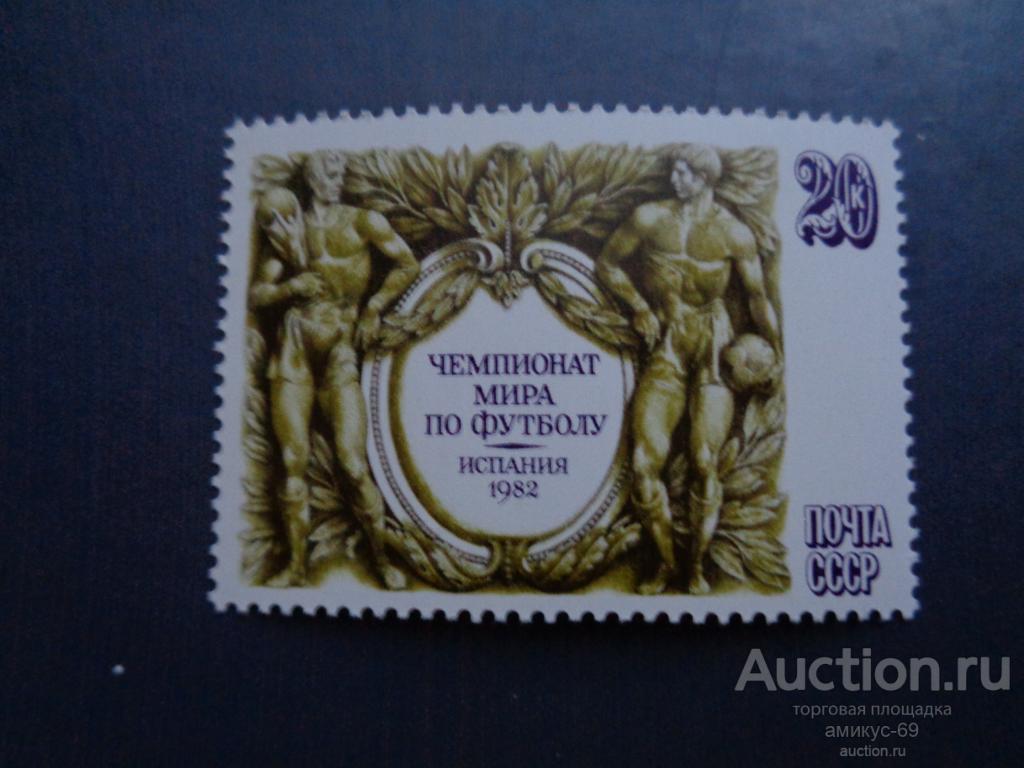 20 к
ЧЕМПИОНАТ
МИРА
ПО ФУТБОЛУ
ИСПАНИЯ
1982
ПОЧТА
СССР
Auction.ru
торговая площадка
амикус-69
auction.ru